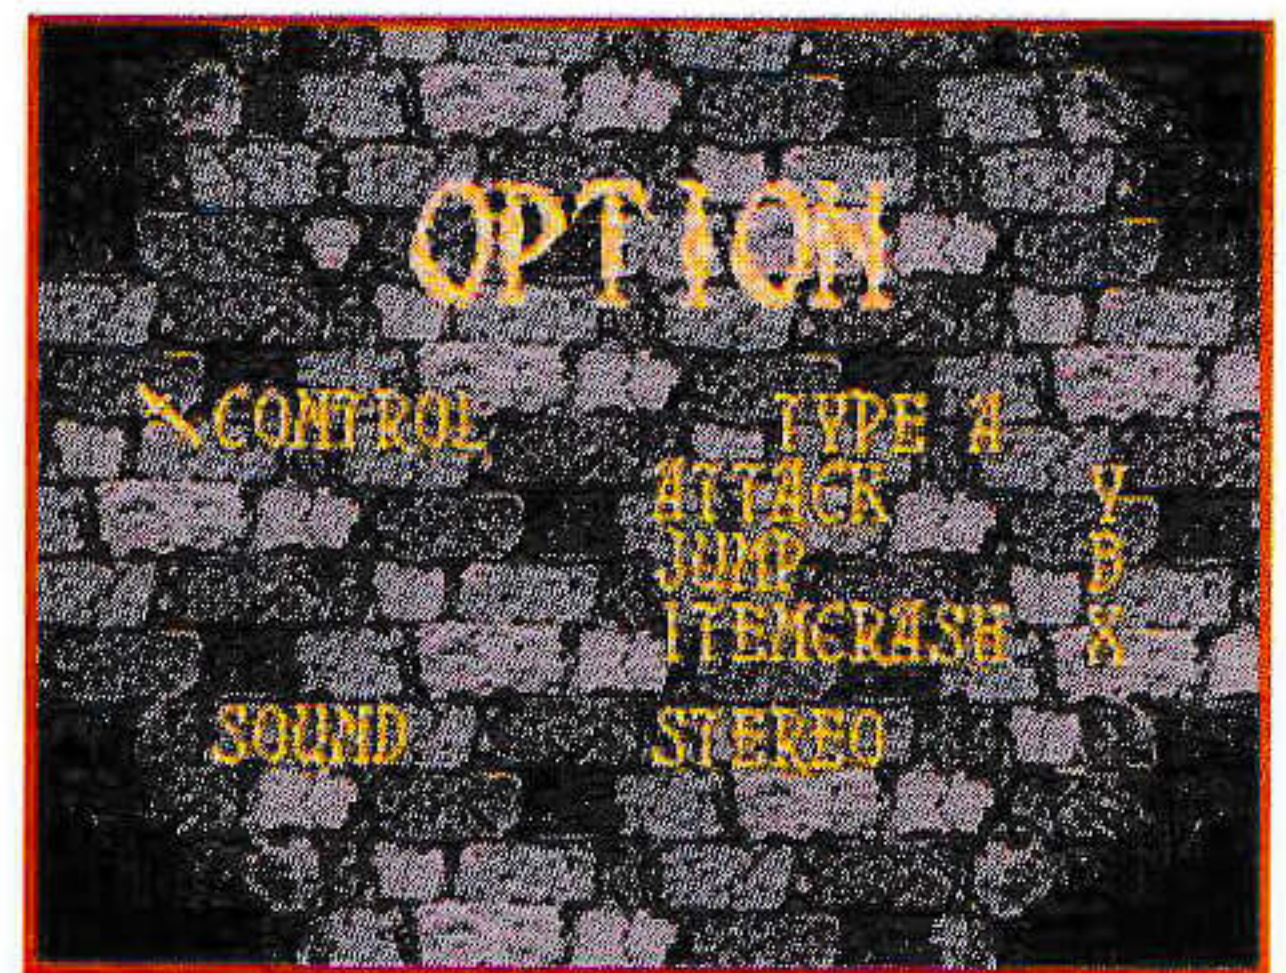 OPTION
CONTROL TYPE A
ATTACK Y
JUMP B
ITEMCRASH X
SOUND STEREO